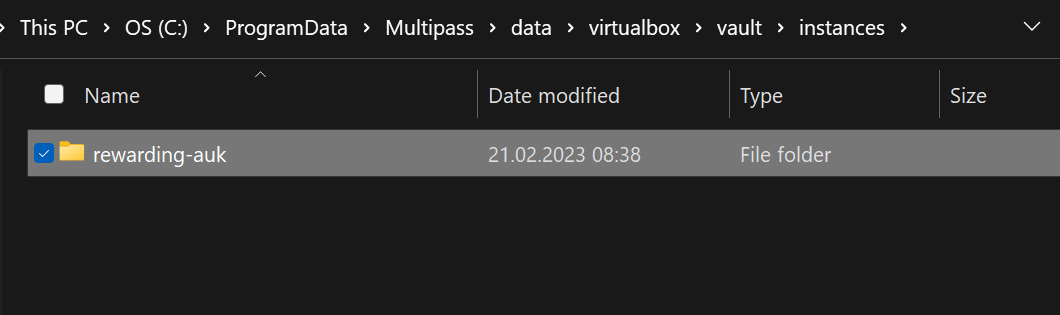 This PC > OS (C:) > ProgramData > Multipass > data > virtualbox > vault > instances >
Name Date modified Type Size
rewarding-auk 21.02.2023 08:38 File folder